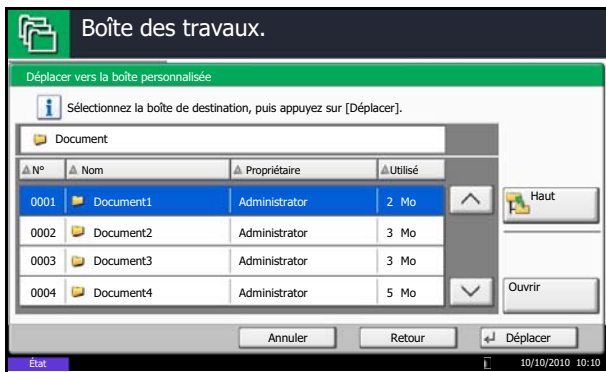 Boîte des travaux.
Déplacer vers la boîte personnalisée
Sélectionnez la boîte de destination, puis appuyez sur [Déplacer].
Document
N° Nom Propriétaire Utilisé
0001 Document1 Administrator 2 Mo
0002 Document2 Administrator 3 Mo
0003 Document3 Administrator 3 Mo
0004 Document4 Administrator 5 Mo
Haut
Ouvrir
Annuler Retour Déplacer
État 10/10/2010 10:10